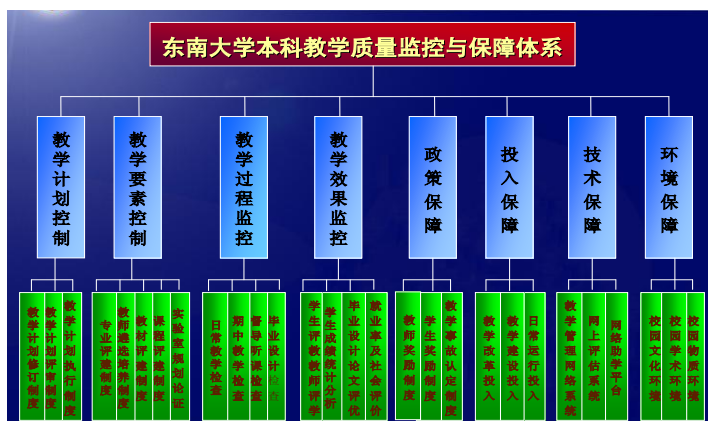 东南大学本科教学质量监控与保障体系
教学计划控制
教学要素控制
教学过程监控
教学效果监控
政策保障
投入保障
技术保障
环境保障
教学计划修订制度
教学计划评审制度
教学计划执行制度
专业评建制度
教师遴选培养制度
教材评建制度
课程评建制度
实验室规划论证
日常教学检查
期中教学检查
督导听课检查
毕业设计检查
学生评教教师评学
学生成绩统计分析
毕业设计论文评优
就业率及社会评价
教师奖励制度
学生奖励制度
教学事故认定制度
教学改革投入
教学建设投入
日常运行投入
教学管理网络系统
网上评估系统
网络助学平台
校园文化环境
校园学术环境
校园物质环境